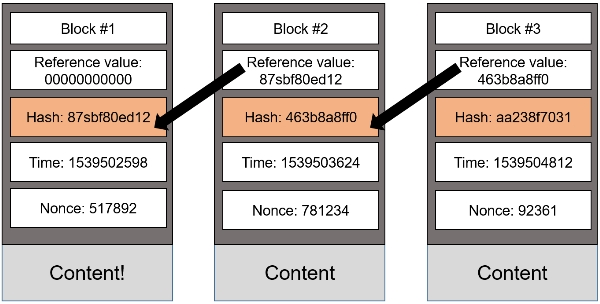 Block #1
Reference value:
00000000000
Hash: 87sbf80ed12
Time: 1539502598
Nonce: 517892
Content!
Block #2
Reference value:
87sbf80ed12
Hash: 463b8a8ff0
Time: 1539503624
Nonce: 781234
Content
Block #3
Reference value:
463b8a8ff0
Hash: aa238f7031
Time: 1539504812
Nonce: 92361
Content